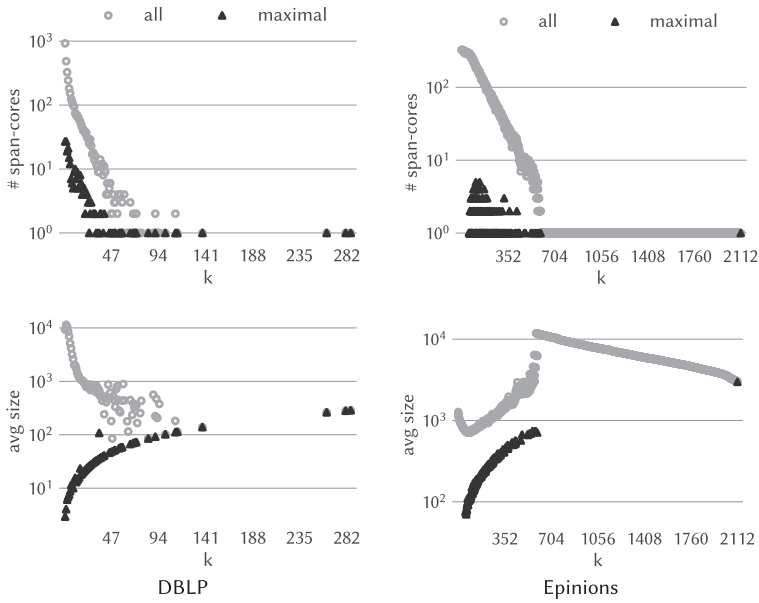 all maximal
10³
10²
10¹
10⁰
# span-cores
47 94 141 188 235 282
k
all maximal
10²
10¹
10⁰
# span-cores
352 704 1056 1408 1760 2112
k
10⁴
10³
10²
10¹
avg size
47 94 141 188 235 282
k
DBLP
10⁴
10³
10²
avg size
352 704 1056 1408 1760 2112
k
Epinions